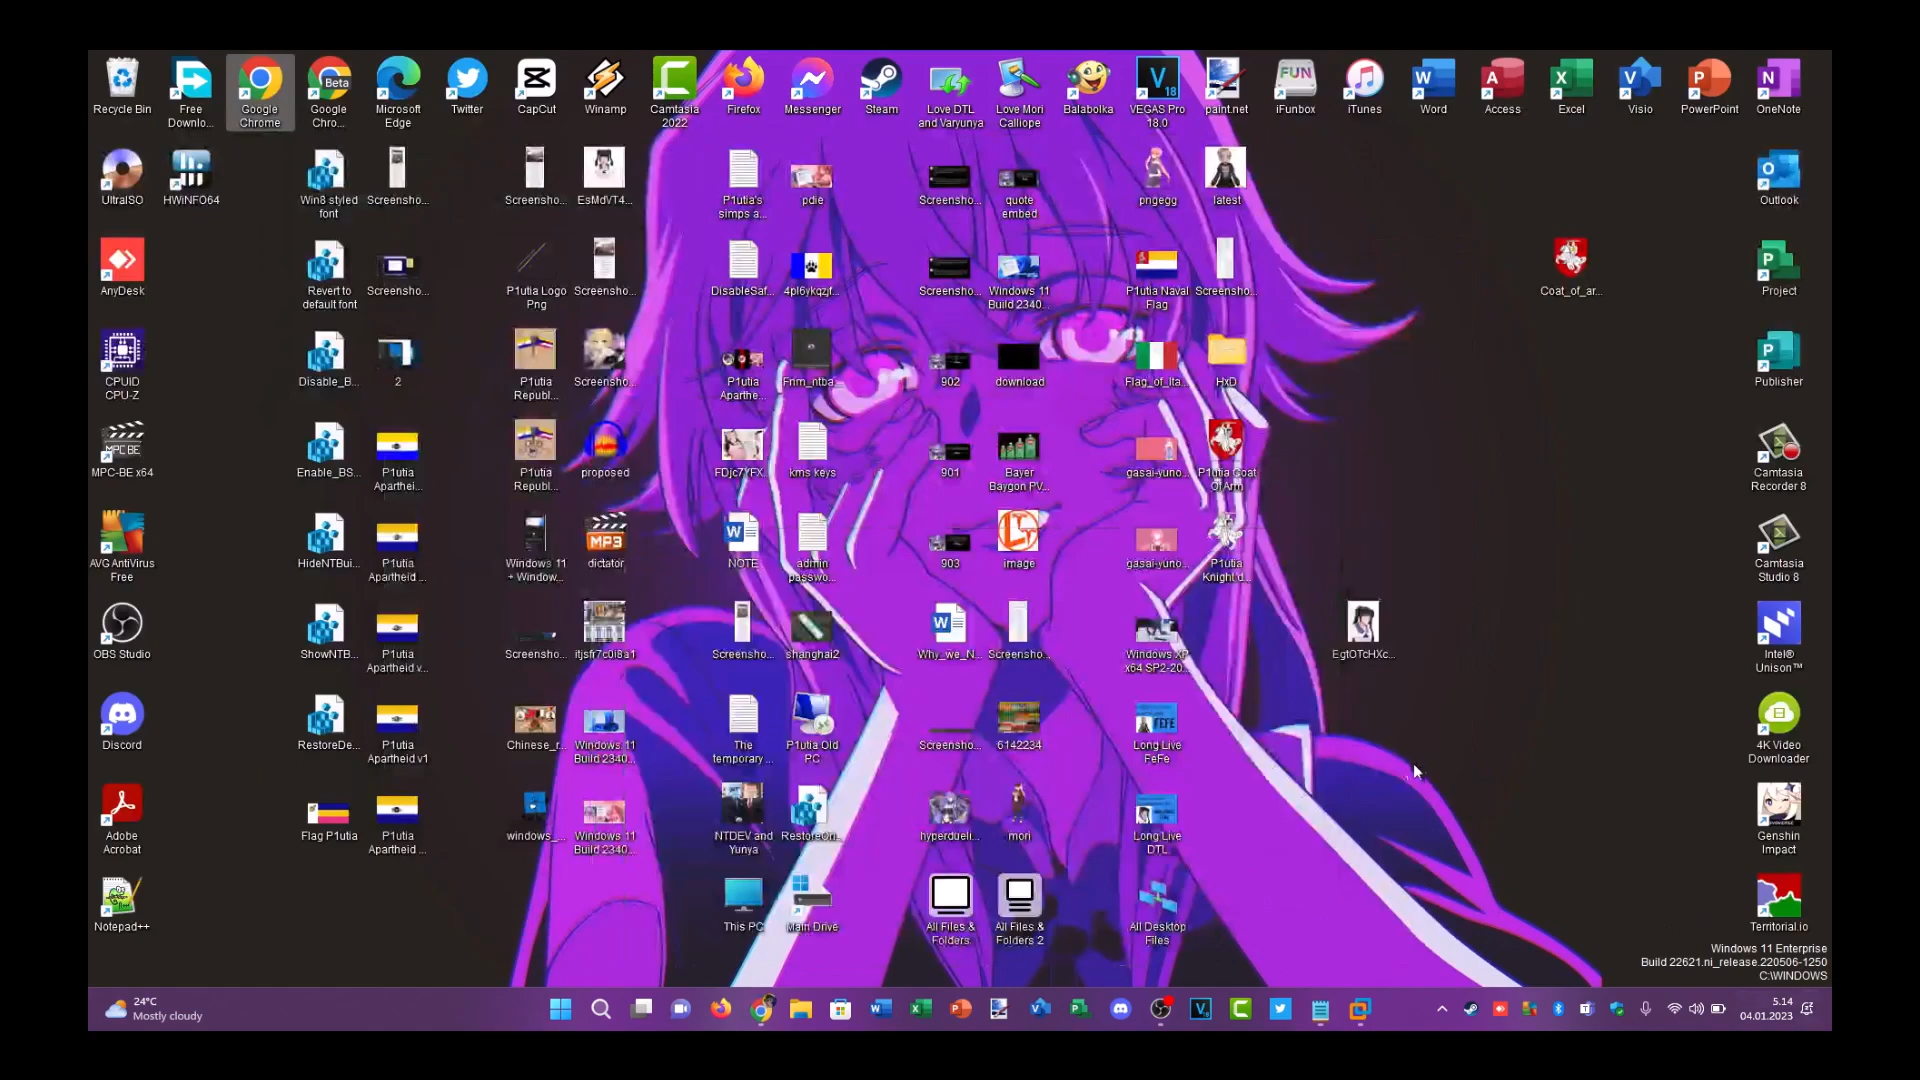 Recycle Bin
Free Downlo...
Google Chrome
Beta
Google Chro...
Microsoft Edge
Twitter
CapCut
Winamp
Camtasia 2022
Firefox
Messenger
Steam
Love DTL and Varyunya
Love Mori Calliope
Balabolka
V 18
VEGAS Pro 18.0
paint.net
FUN
iFunbox
iTunes
W
Word
A
Access
X
Excel
V
Visio
P
PowerPoint
N
OneNote
UltraISO
HWiNFO64
Win8 styled font
Screensho...
Screensho...
EsMdVT4...
P1utia's simps a...
pdie
Screensho...
quote embed
pngegg
latest
Outlook
AnyDesk
Revert to default font
Screensho...
P1utia Logo Png
Screensho...
DisableSaf...
4pl6ykqzjf...
Screensho...
Windows 11 Build 2340...
P1utia Naval Flag
Screensho...
Coat_of_ar...
Project
CPUID CPU-Z
Disable_B...
2
P1utia Republ...
Screensho...
P1utia Aparthe...
Frim_ntba...
902
download
Flag_of_Ita...
HxD
Publisher
MPC-BE
MPC-BE x64
Enable_BS...
P1utia Aparthei...
P1utia Republ...
proposed
FDjc7YFX...
kms keys
901
Bayer Baygon PV...
gasai-yuno...
P1utia Coat Of Arm
Camtasia Recorder 8
AVG AntiVirus Free
HideNTBui...
P1utia Apartheid ...
Windows 11 + Window...
MP3
dictator
NOTE
admin passwo...
903
image
gasai-yuno...
P1utia Knight d...
Camtasia Studio 8
OBS Studio
ShowNTB...
P1utia Apartheid v...
Screensho...
itjsfr7c0i8a1
Screensho...
shanghai2
Why_we_N...
Screensho...
Windows XP x64 SP2-20...
EgtOTcHXc...
Intel® Unison™
Discord
RestoreDe...
P1utia Apartheid v1
Chinese_r...
Windows 11 Build 2340...
The temporary ...
P1utia Old PC
Screensho...
6142234
FEFE
Long Live FeFe
4K Video Downloader
Adobe Acrobat
Flag P1utia
P1utia Apartheid ...
windows_...
Windows 11 Build 2340...
NTDEV and Yunya
RestoreOri...
hyperdueli...
mori
Long Live DTL
Genshin Impact
Notepad++
This PC
Main Drive
All Files & Folders
All Files & Folders 2
All Desktop Files
Territorial.io
Windows 11 Enterprise
Build 22621.ni_release.220506-1250
C:\WINDOWS
24°C
Mostly cloudy
5.14
04.01.2023